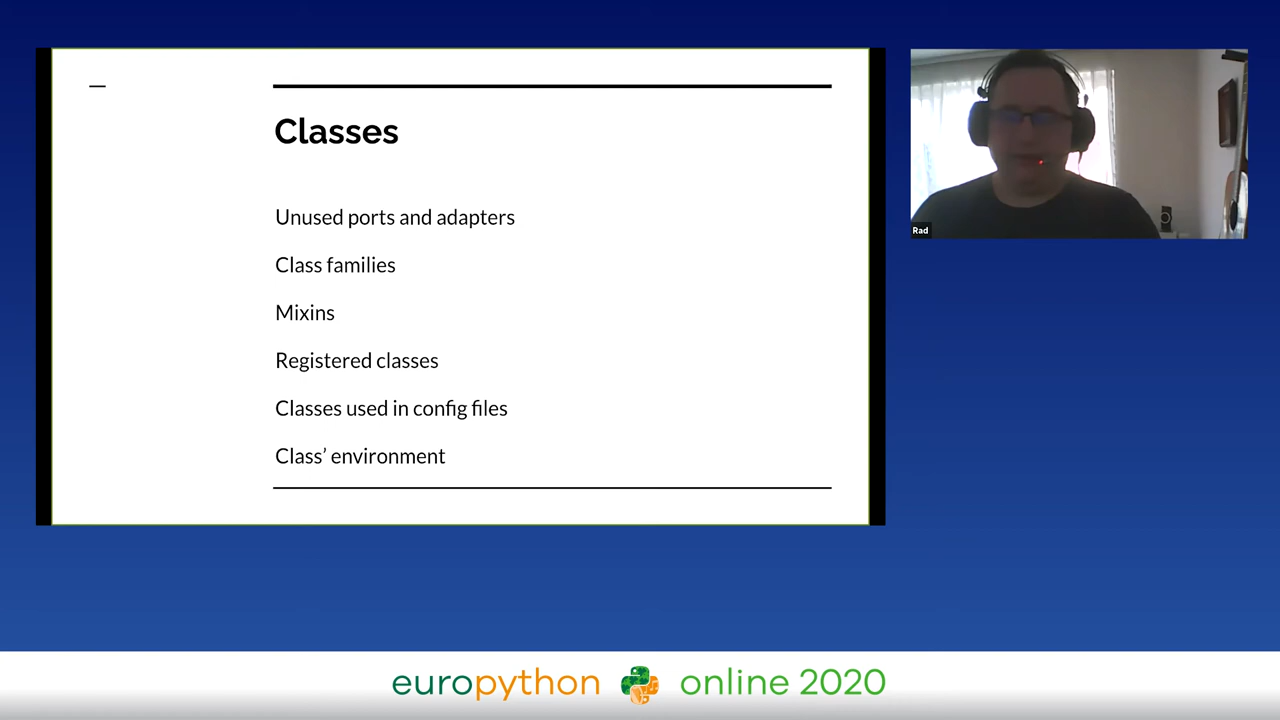 Classes
Unused ports and adapters
Class families
Mixins
Registered classes
Classes used in config files
Class’ environment
Rad
europython online 2020